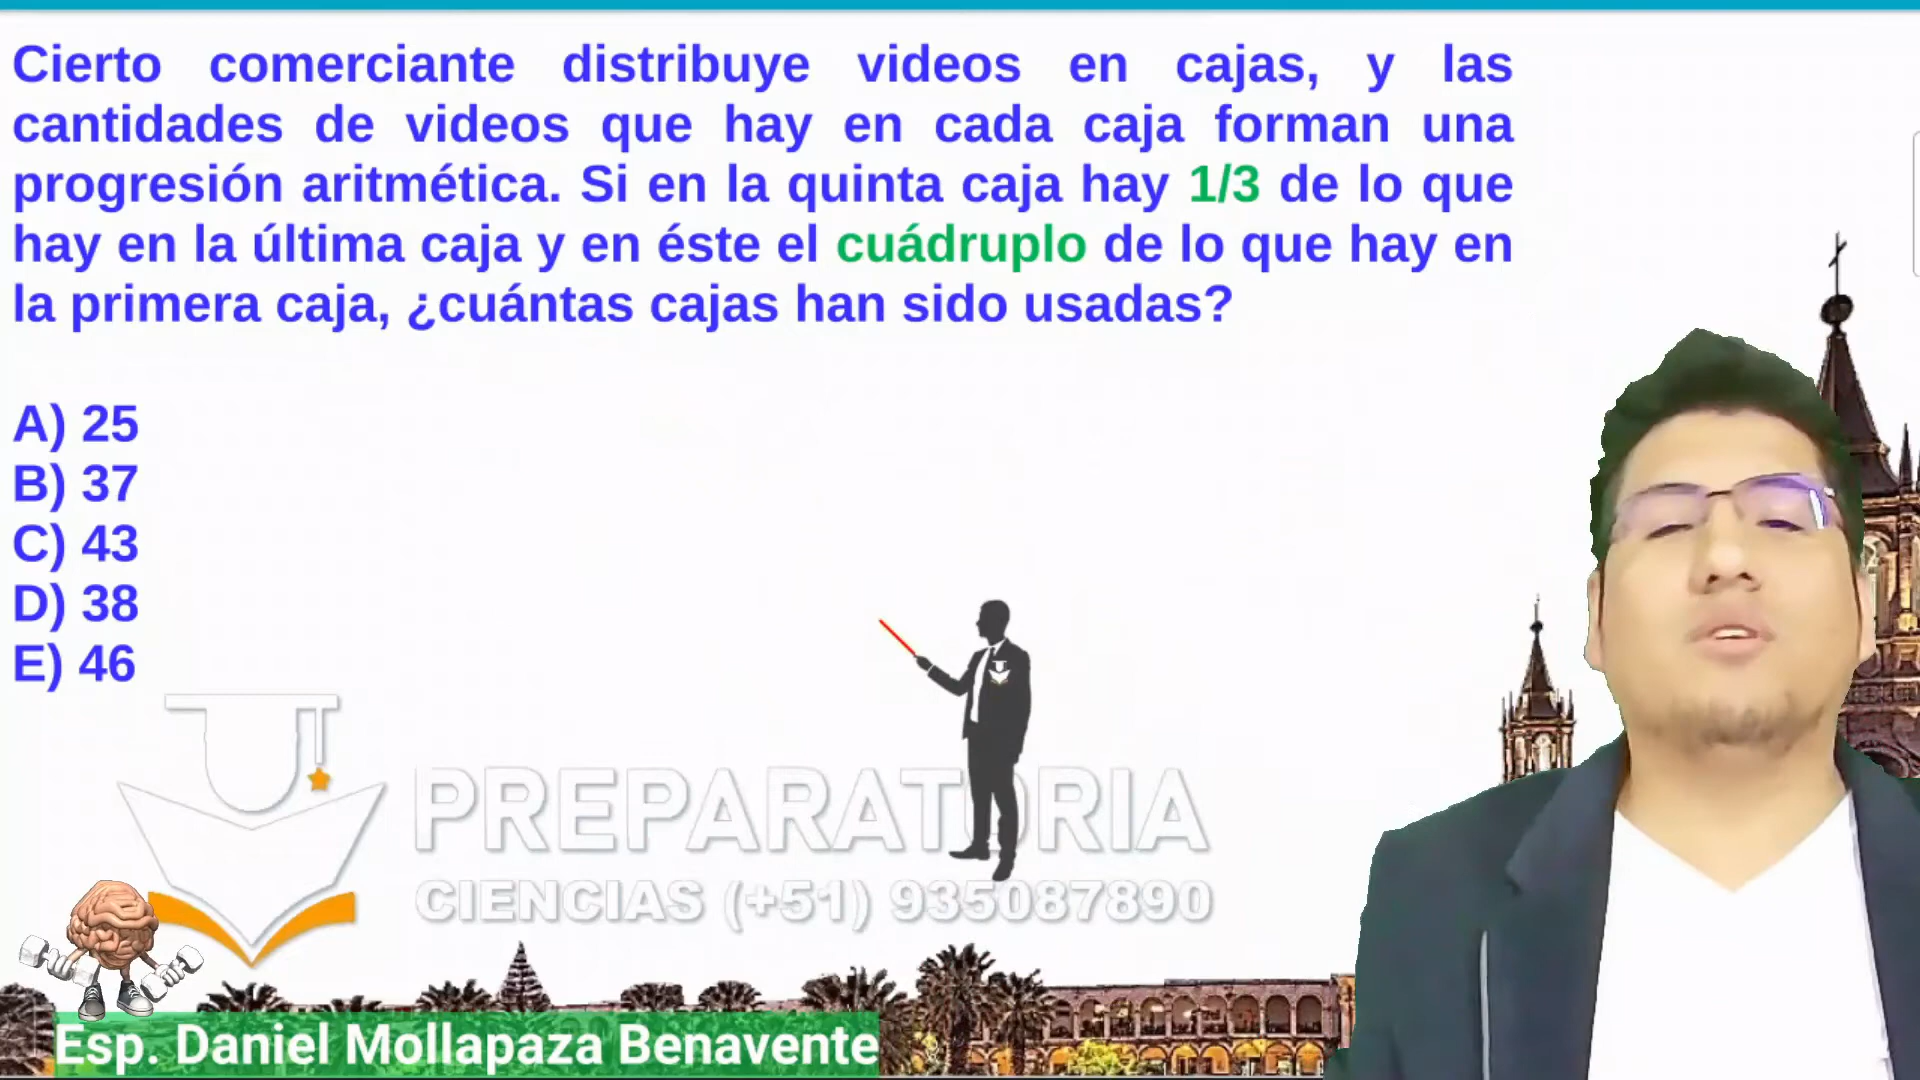 Cierto comerciante distribuye videos en cajas, y las
cantidades de videos que hay en cada caja forman una
progresión aritmética. Si en la quinta caja hay 1/3 de lo que
hay en la última caja y en éste el cuádruplo de lo que hay en
la primera caja, ¿cuántas cajas han sido usadas?
A) 25
B) 37
C) 43
D) 38
E) 46
PREPARATORIA
CIENCIAS (+51) 935087890
Esp. Daniel Mollapaza Benavente